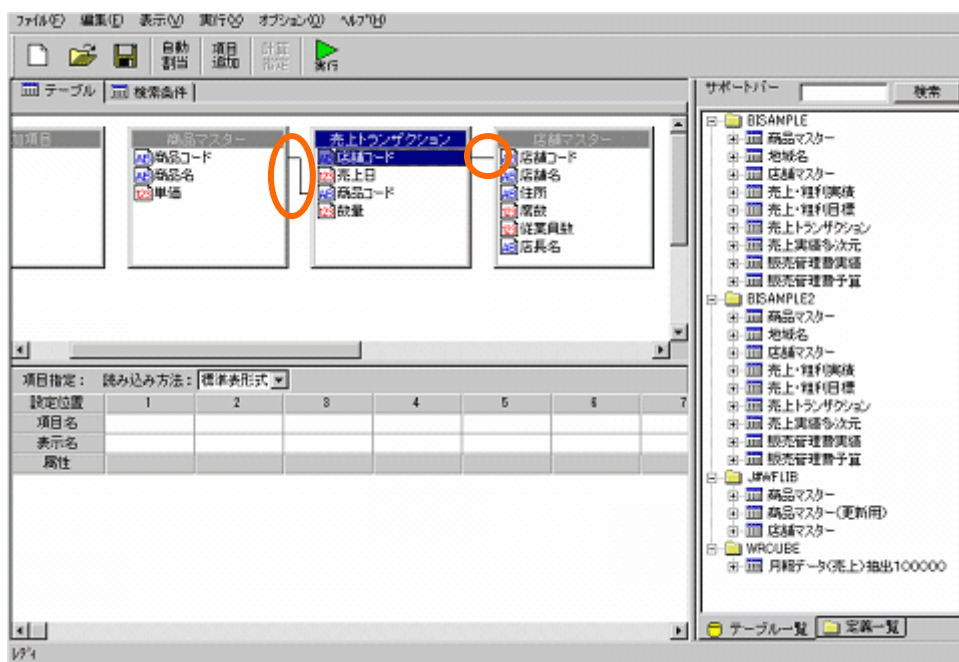 ファイル(F) 編集(E) 表示(V) 実行(X) オプション(O) ヘルプ(H)
自動割当 項目追加 計算指定 実行
テーブル 検索条件
加項目
商品マスター
商品コード
商品名
単価
売上トランザクション
店舗コード
売上日
商品コード
数量
店舗マスター
店舗コード
店舗名
住所
席数
従業員数
店長名
項目指定： 読み込み方法： 標準表形式
設定位置 1 2 3 4 5 6 7
項目名
表示名
属性
サポートバー 検索
BISAMPLE
商品マスター
地域名
店舗マスター
売上・粗利実績
売上・粗利目標
売上トランザクション
売上実績多次元
販売管理費実績
販売管理費予算
BISAMPLE2
商品マスター
地域名
店舗マスター
売上・粗利実績
売上・粗利目標
売上トランザクション
売上実績多次元
販売管理費実績
販売管理費予算
J#WFLIB
商品マスター
商品マスター(更新用)
店舗マスター
WRCUBE
月報データ(売上)抽出100000
テーブル一覧 定義一覧
レディ